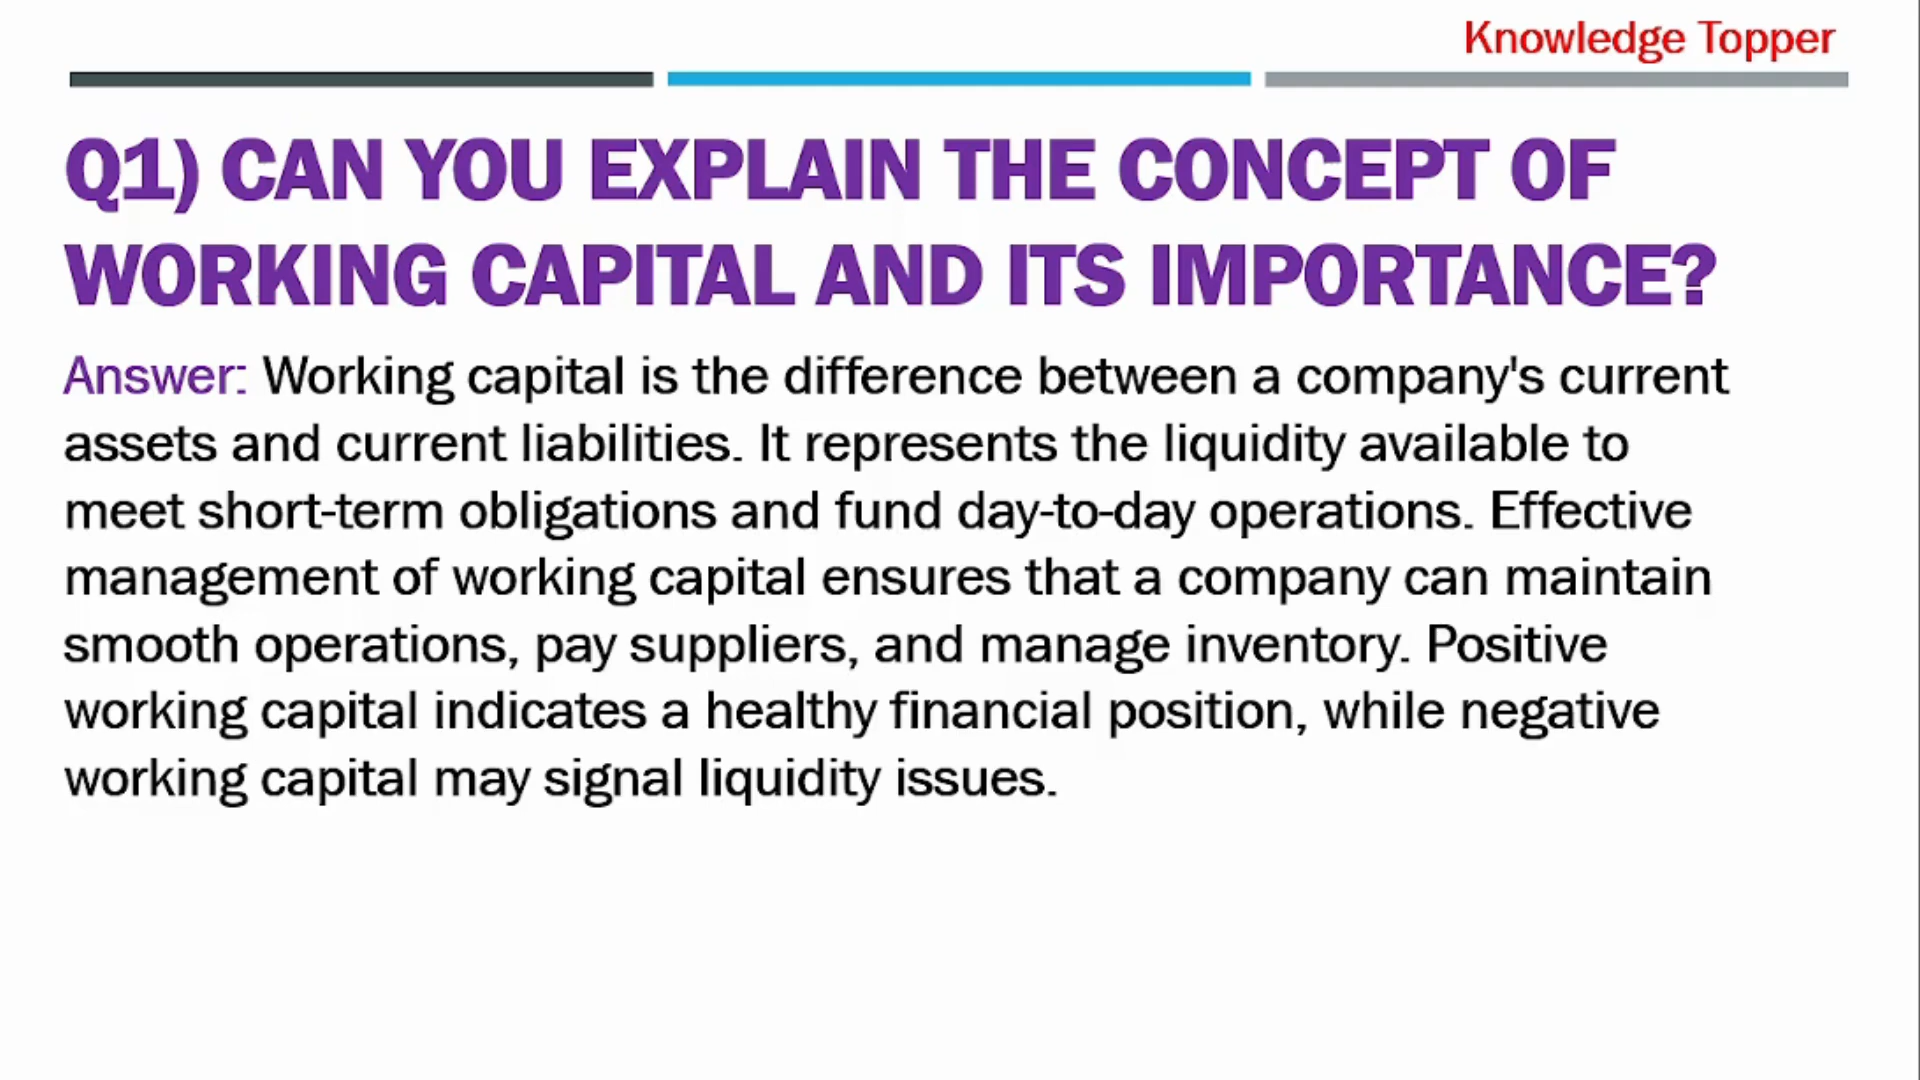 Knowledge Topper
Q1) CAN YOU EXPLAIN THE CONCEPT OF
WORKING CAPITAL AND ITS IMPORTANCE?
Answer: Working capital is the difference between a company's current
assets and current liabilities. It represents the liquidity available to
meet short-term obligations and fund day-to-day operations. Effective
management of working capital ensures that a company can maintain
smooth operations, pay suppliers, and manage inventory. Positive
working capital indicates a healthy financial position, while negative
working capital may signal liquidity issues.